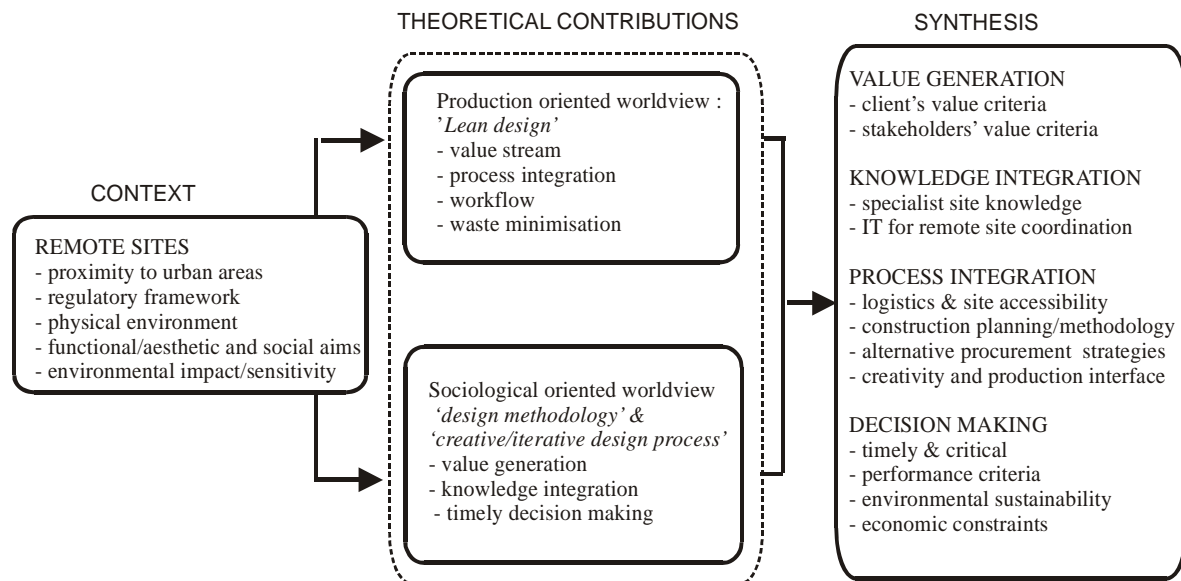 CONTEXT
REMOTE SITES
- proximity to urban areas
- regulatory framework
- physical environment
- functional/aesthetic and social aims
- environmental impact/sensitivity
THEORETICAL CONTRIBUTIONS
Production oriented worldview :
'Lean design'
- value stream
- process integration
- workflow
- waste minimisation
Sociological oriented worldview
'design methodology' &
'creative/iterative design process'
- value generation
- knowledge integration
- timely decision making
SYNTHESIS
VALUE GENERATION
- client's value criteria
- stakeholders' value criteria
KNOWLEDGE INTEGRATION
- specialist site knowledge
- IT for remote site coordination
PROCESS INTEGRATION
- logistics & site accessibility
- construction planning/methodology
- alternative procurement strategies
- creativity and production interface
DECISION MAKING
- timely & critical
- performance criteria
- environmental sustainability
- economic constraints